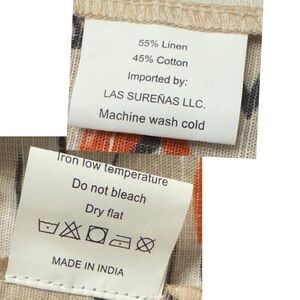 55% Linen
45% Cotton
Imported by:
LAS SUREÑAS LLC.
Machine wash cold
Iron low temperature
Do not bleach
Dry flat
MADE IN INDIA